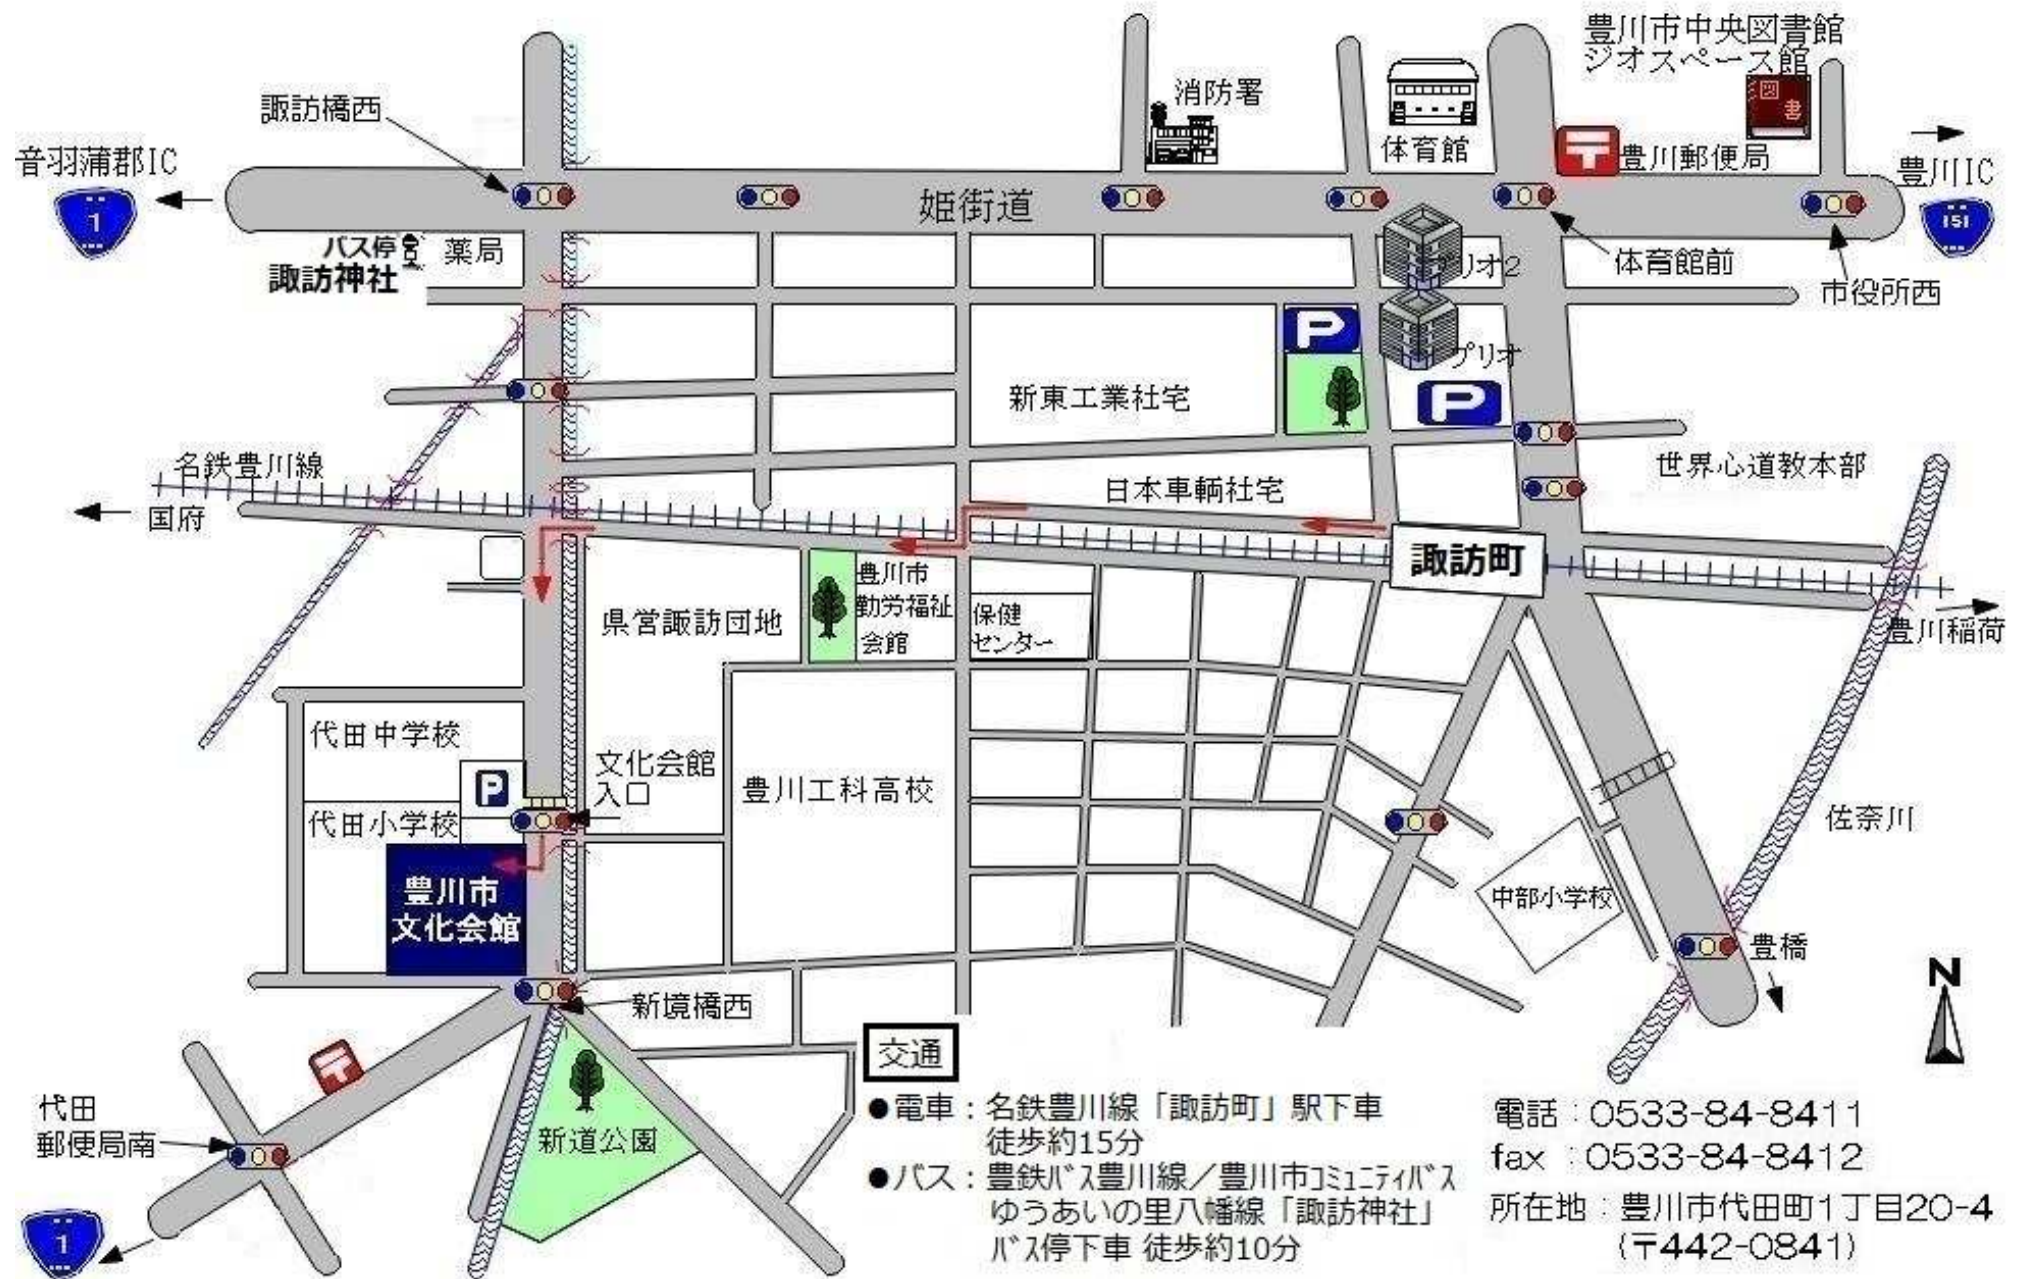 豊川市中央図書館
ジオスペース館
図
書
消防署
諏訪橋西
体育館
豊川郵便局
音羽蒲郡IC
1
豊川IC
151
姫街道
バス停
諏訪神社
薬局
プリオ2
体育館前
市役所西
P
プリオ
新東工業社宅
P
名鉄豊川線
世界心道教本部
日本車輌社宅
国府
諏訪町
豊川市
勤労福祉
会館
県営諏訪団地
保健
センター
豊川稲荷
代田中学校
文化会館
入口
P
豊川工科高校
代田小学校
佐奈川
豊川市
文化会館
中部小学校
豊橋
新境橋西
N
交通
代田
郵便局南
新道公園
1
●電車：名鉄豊川線「諏訪町」駅下車
徒歩約15分
●バス：豊鉄バス豊川線／豊川市コミュニティバス
ゆうあいの里八幡線「諏訪神社」
バス停下車 徒歩約10分
電話：0533-84-8411
fax：0533-84-8412
所在地：豊川市代田町1丁目20-4
(〒442-0841)